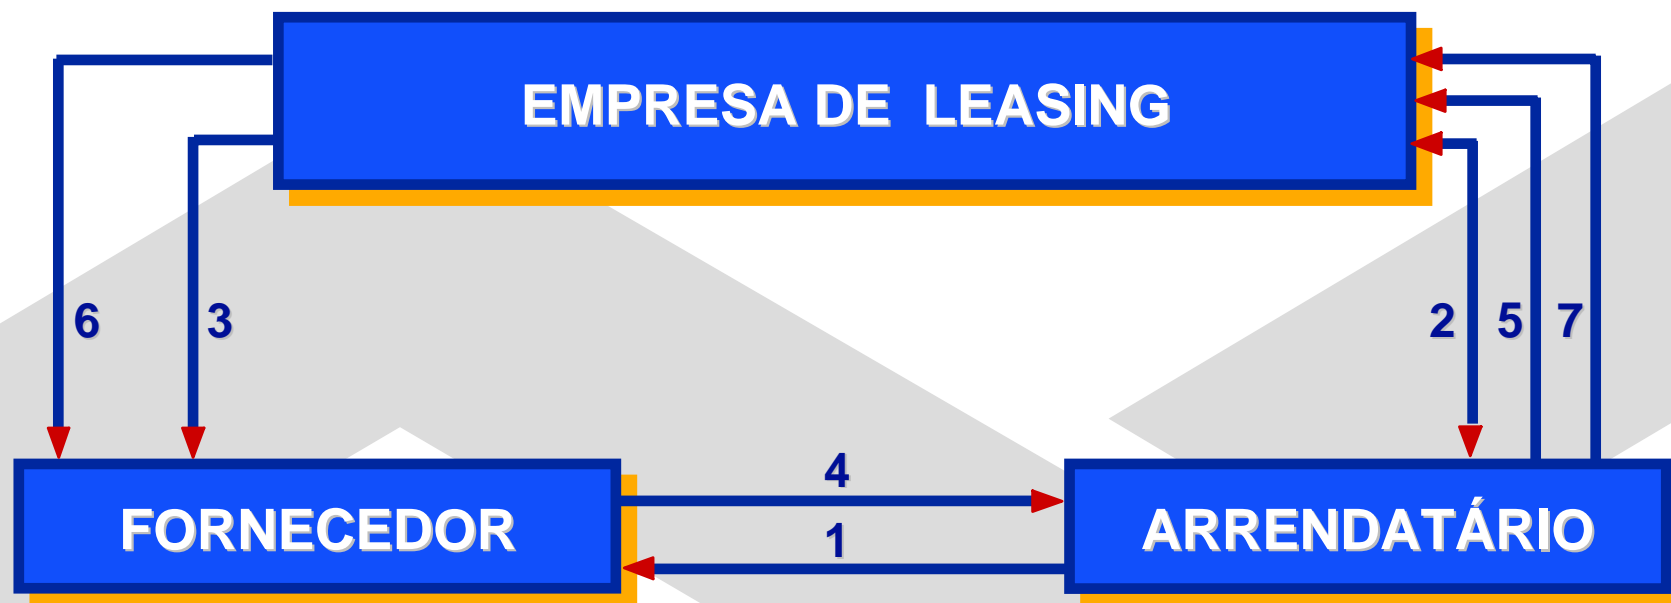 EMPRESA DE LEASING
6 3 2 5 7
4
1
FORNECEDOR
ARRENDATÁRIO